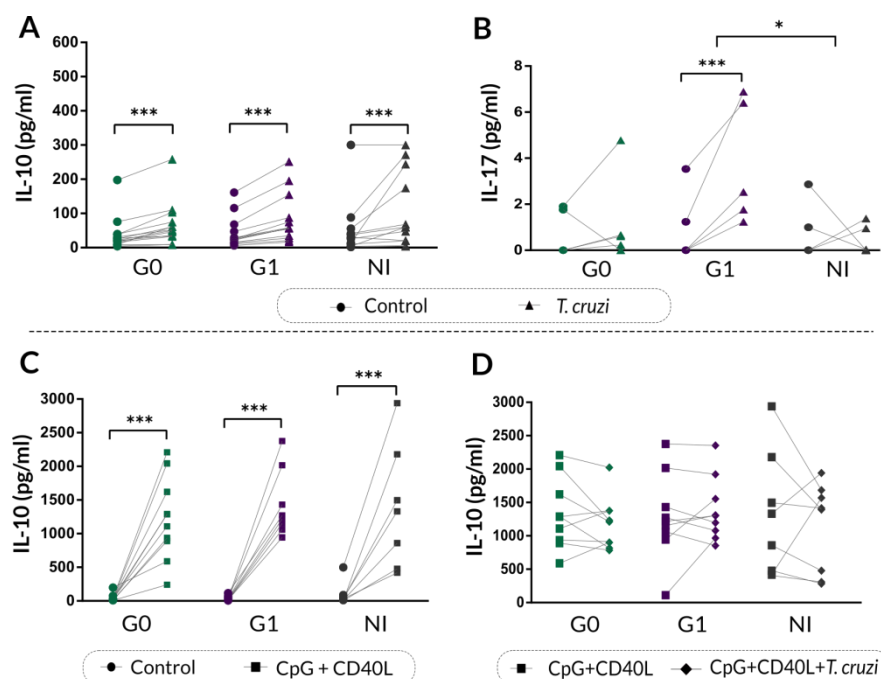 A
IL-10 (pg/ml)
600
500
400
300
200
100
0
***
***
***
G0
G1
NI
B
IL-17 (pg/ml)
8
6
4
2
0
***
*
G0
G1
NI
Control
T. cruzi
C
IL-10 (pg/ml)
3000
2500
2000
1500
1000
500
0
***
***
***
G0
G1
NI
Control
CpG + CD40L
D
IL-10 (pg/ml)
3000
2500
2000
1500
1000
500
0
G0
G1
NI
CpG+CD40L
CpG+CD40L+T. cruzi